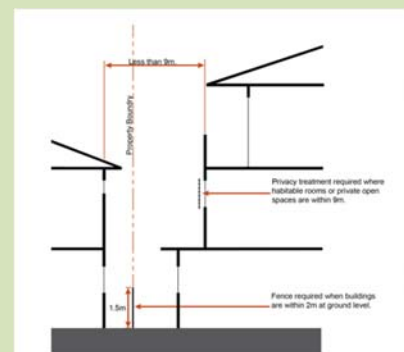 Less than 9m.
Property Boundry.
Privacy treatment required where
habitable rooms or private open
spaces are within 9m.
Fence required when buildings
are within 2m at ground level.
1.5m